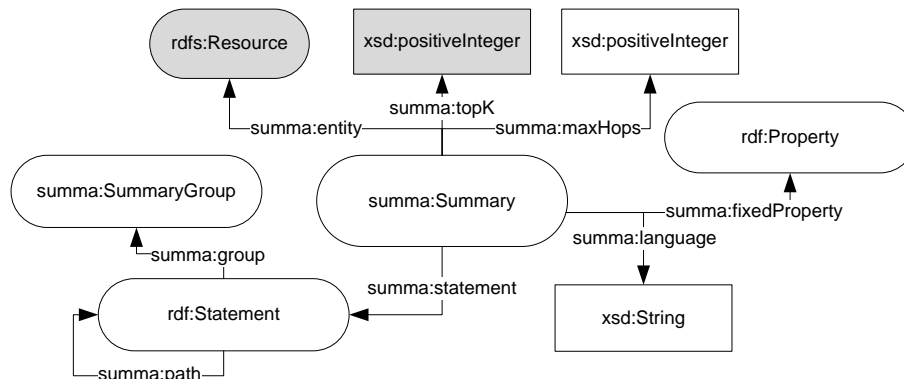 rdfs:Resource
xsd:positiveInteger
xsd:positiveInteger
summa:topK
summa:entity
summa:maxHops
rdf:Property
summa:SummaryGroup
summa:Summary
summa:fixedProperty
summa:language
summa:group
summa:statement
rdf:Statement
xsd:String
summa:path